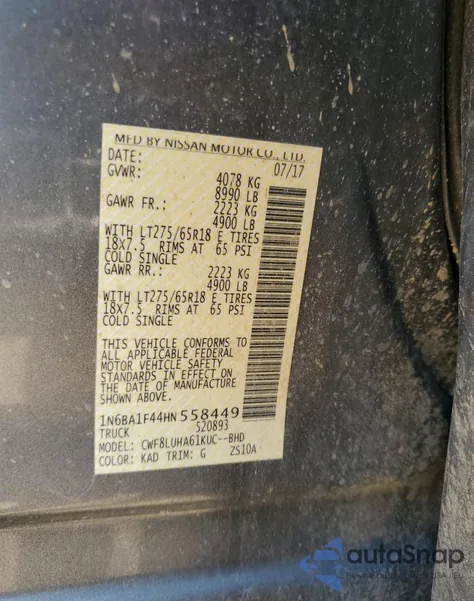 MFD BY NISSAN MOTOR CO., LTD.
DATE: 07/17
GVWR: 4078 KG
8990 LB
GAWR FR.: 2223 KG
4900 LB
WITH LT275/65R18 E TIRES
18X7.5 RIMS AT 65 PSI
COLD SINGLE
GAWR RR.: 2223 KG
4900 LB
WITH LT275/65R18 E TIRES
18X7.5 RIMS AT 65 PSI
COLD SINGLE
THIS VEHICLE CONFORMS TO
ALL APPLICABLE FEDERAL
MOTOR VEHICLE SAFETY
STANDARDS IN EFFECT ON
THE DATE OF MANUFACTURE
SHOWN ABOVE.
1N6BA1F44HN558449
TRUCK 520893
MODEL: CWF8LUHA61KUC--BHD
COLOR: KAD TRIM: G ZS10A
autaSnap